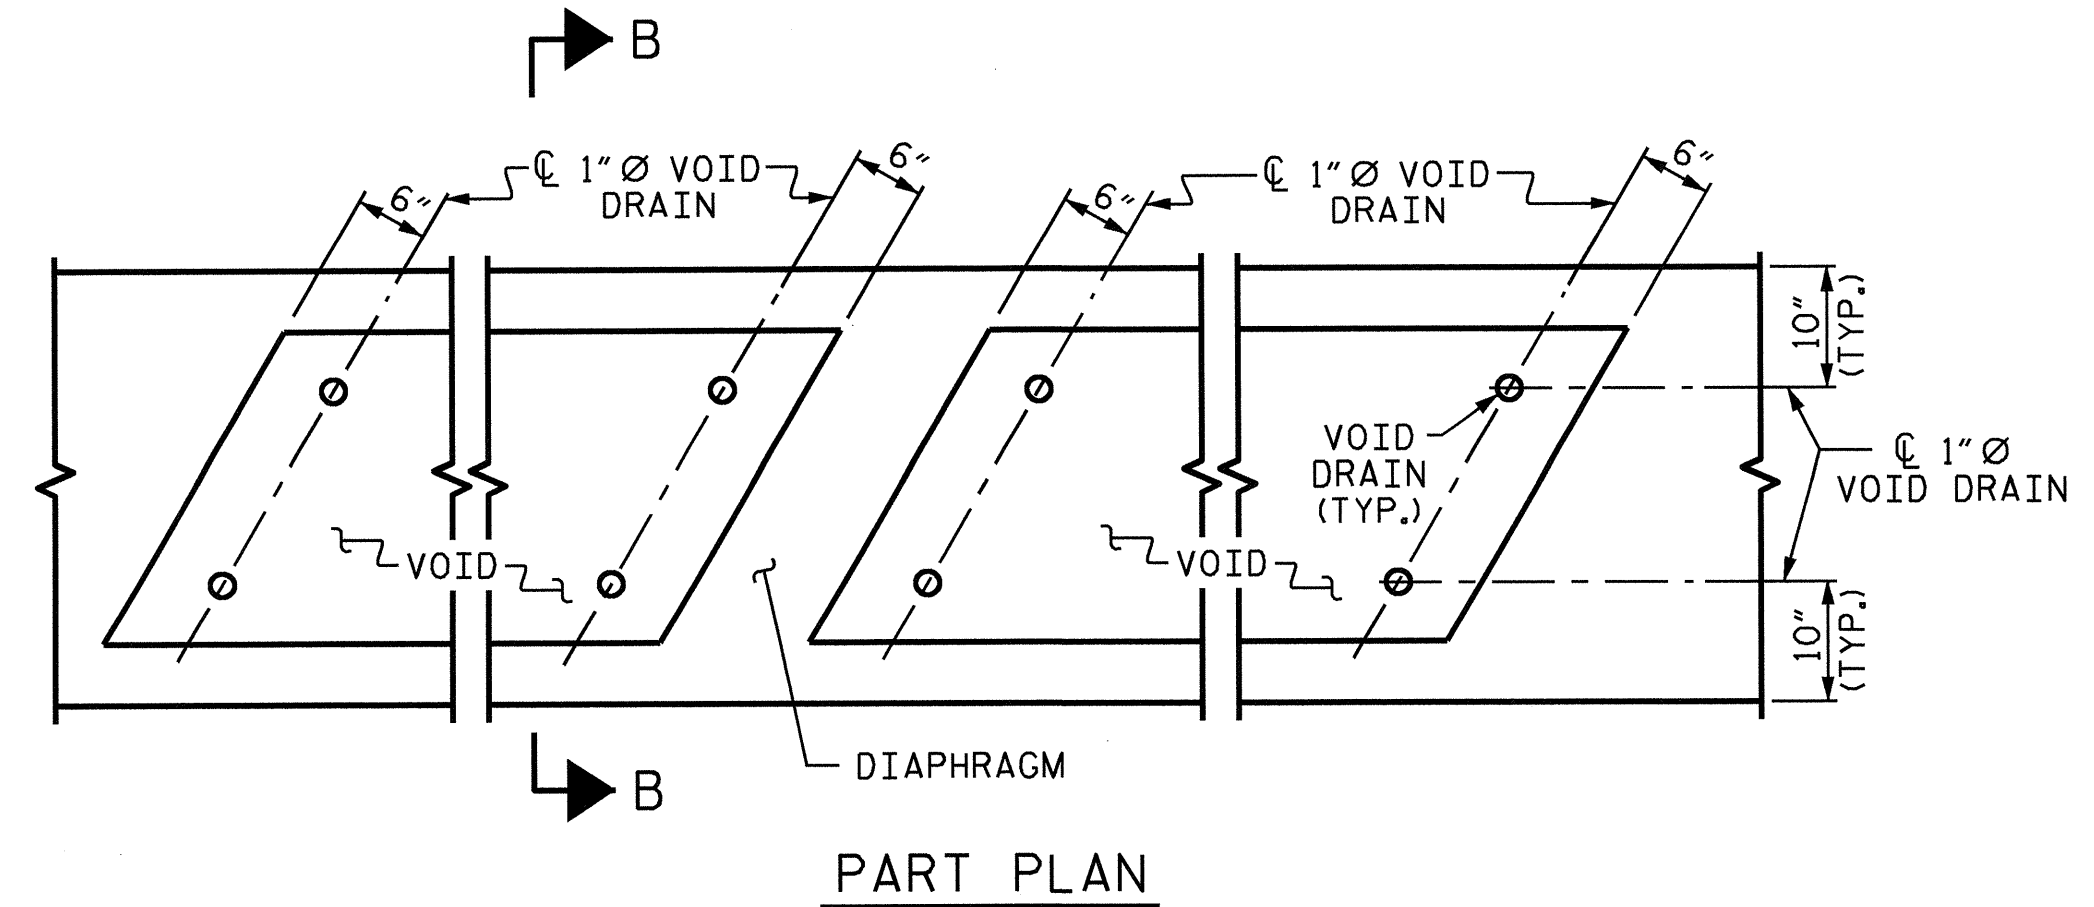 B
℄ 1" Ø VOID
DRAIN
6"
6"
℄ 1" Ø VOID
DRAIN
6"
6"
10"
(TYP.)
VOID
DRAIN
(TYP.)
℄ 1" Ø
VOID DRAIN
VOID
VOID
10"
(TYP.)
DIAPHRAGM
B
PART PLAN